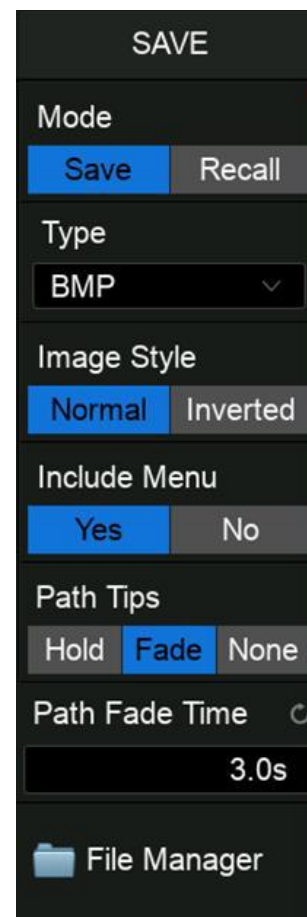 SAVE
Mode
Save Recall
Type
BMP
Image Style
Normal Inverted
Include Menu
Yes No
Path Tips
Hold Fade None
Path Fade Time
3.0s
File Manager